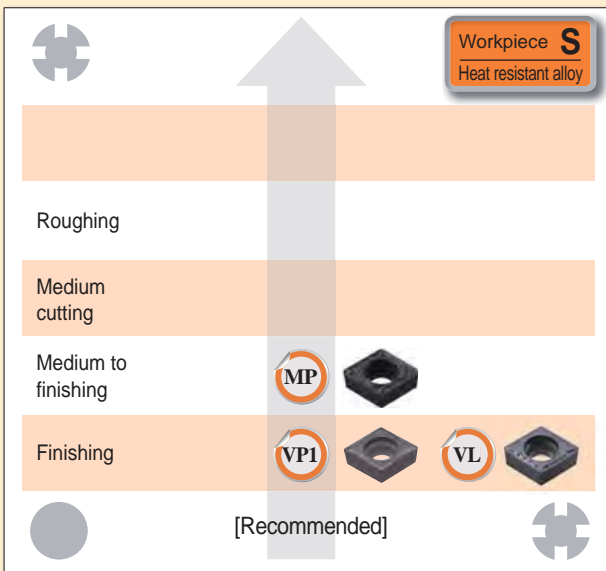 Workpiece S
Heat resistant alloy
Roughing
Medium
cutting
Medium to
finishing
MP
Finishing
VP1
VL
[Recommended]